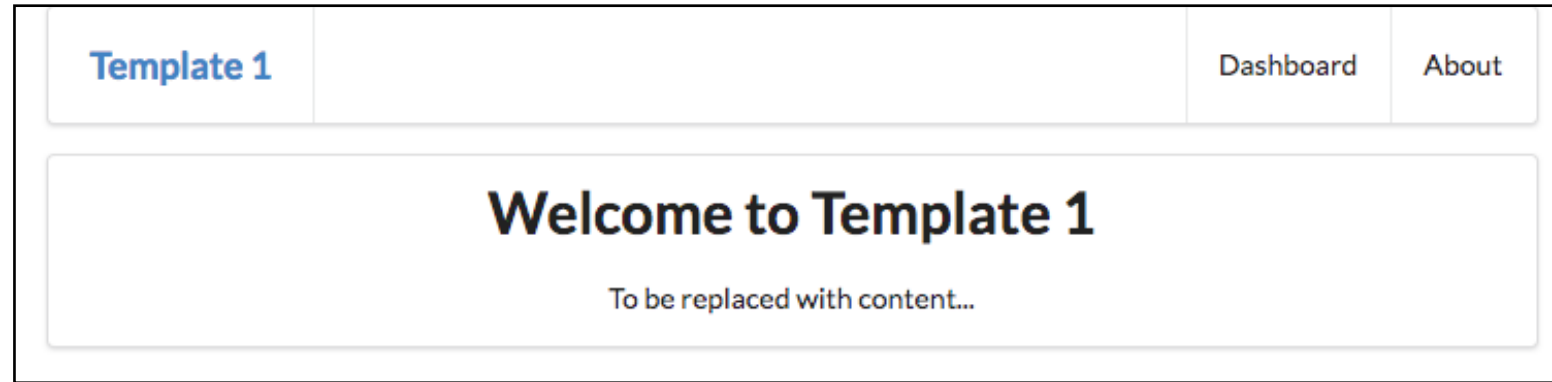 Template 1
Dashboard
About
Welcome to Template 1
To be replaced with content...